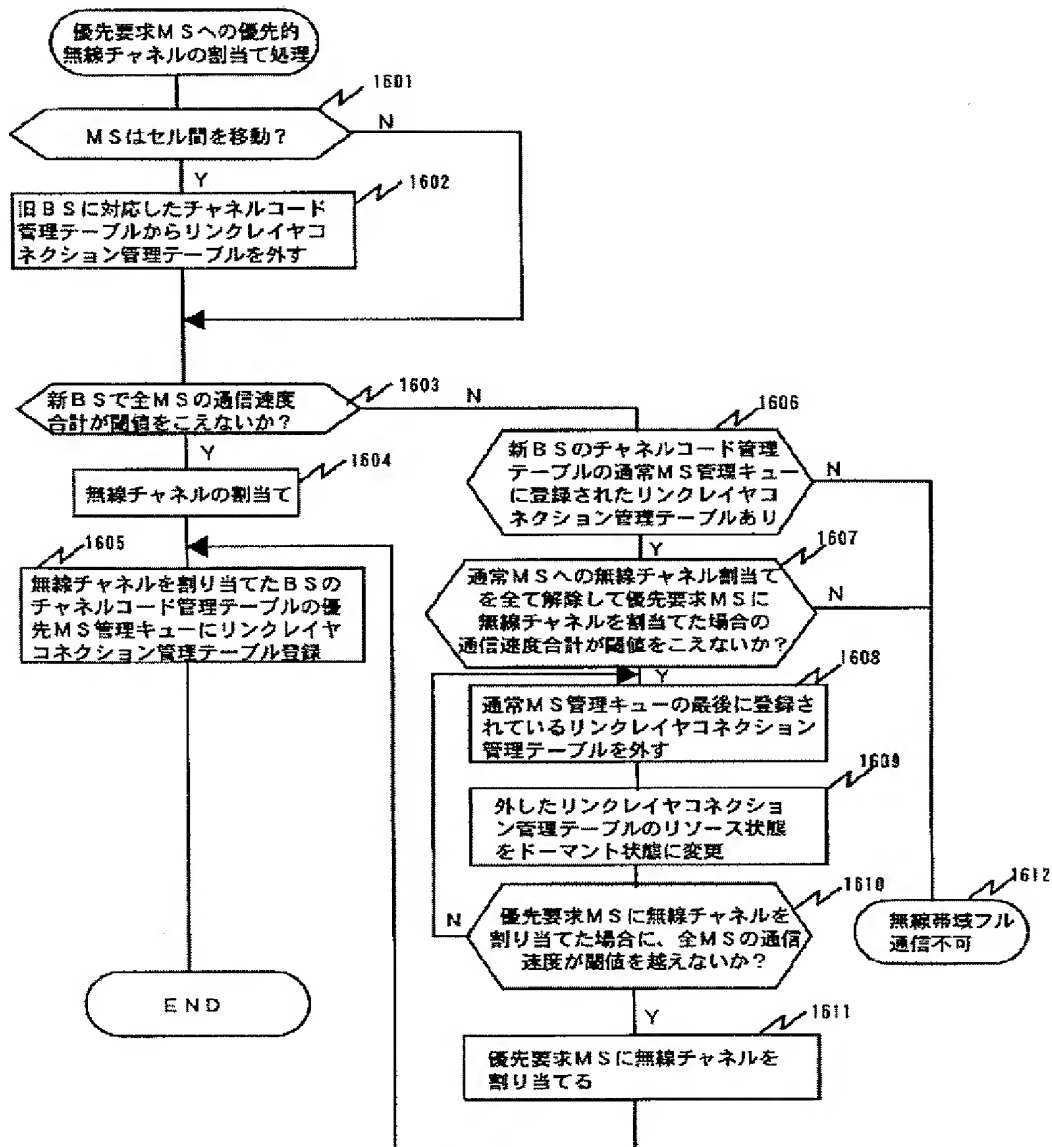 優先要求MSへの優先的
無線チャネルの割当て処理
1601
MSはセル間を移動?
N
Y
1602
旧BSに対応したチャネルコード
管理テーブルからリンクレイヤコ
ネクション管理テーブルを外す
1603
新BSで全MSの通信速度
合計が閾値をこえないか?
N
Y
1604
無線チャネルの割当て
1605
無線チャネルを割り当てたBSの
チャネルコード管理テーブルの優
先MS管理キューにリンクレイヤ
コネクション管理テーブル登録
END
1606
新BSのチャネルコード管理
テーブルの通常MS管理キュー
に登録されたリンクレイヤコ
ネクション管理テーブルあり
N
Y
1607
通常MSへの無線チャネル割当て
を全て解除して優先要求MSに
無線チャネルを割当てた場合の
通信速度合計が閾値をこえないか?
N
Y
1608
通常MS管理キューの最後に登録さ
れているリンクレイヤコネクション
管理テーブルを外す
1609
外したリンクレイヤコネクショ
ン管理テーブルのリソース状態
をドーマント状態に変更
1610
優先要求MSに無線チャネルを
割り当てた場合に、全MSの通信
速度が閾値を越えないか?
N
Y
1611
優先要求MSに無線チャネルを
割り当てる
1612
無線帯域フル
通信不可